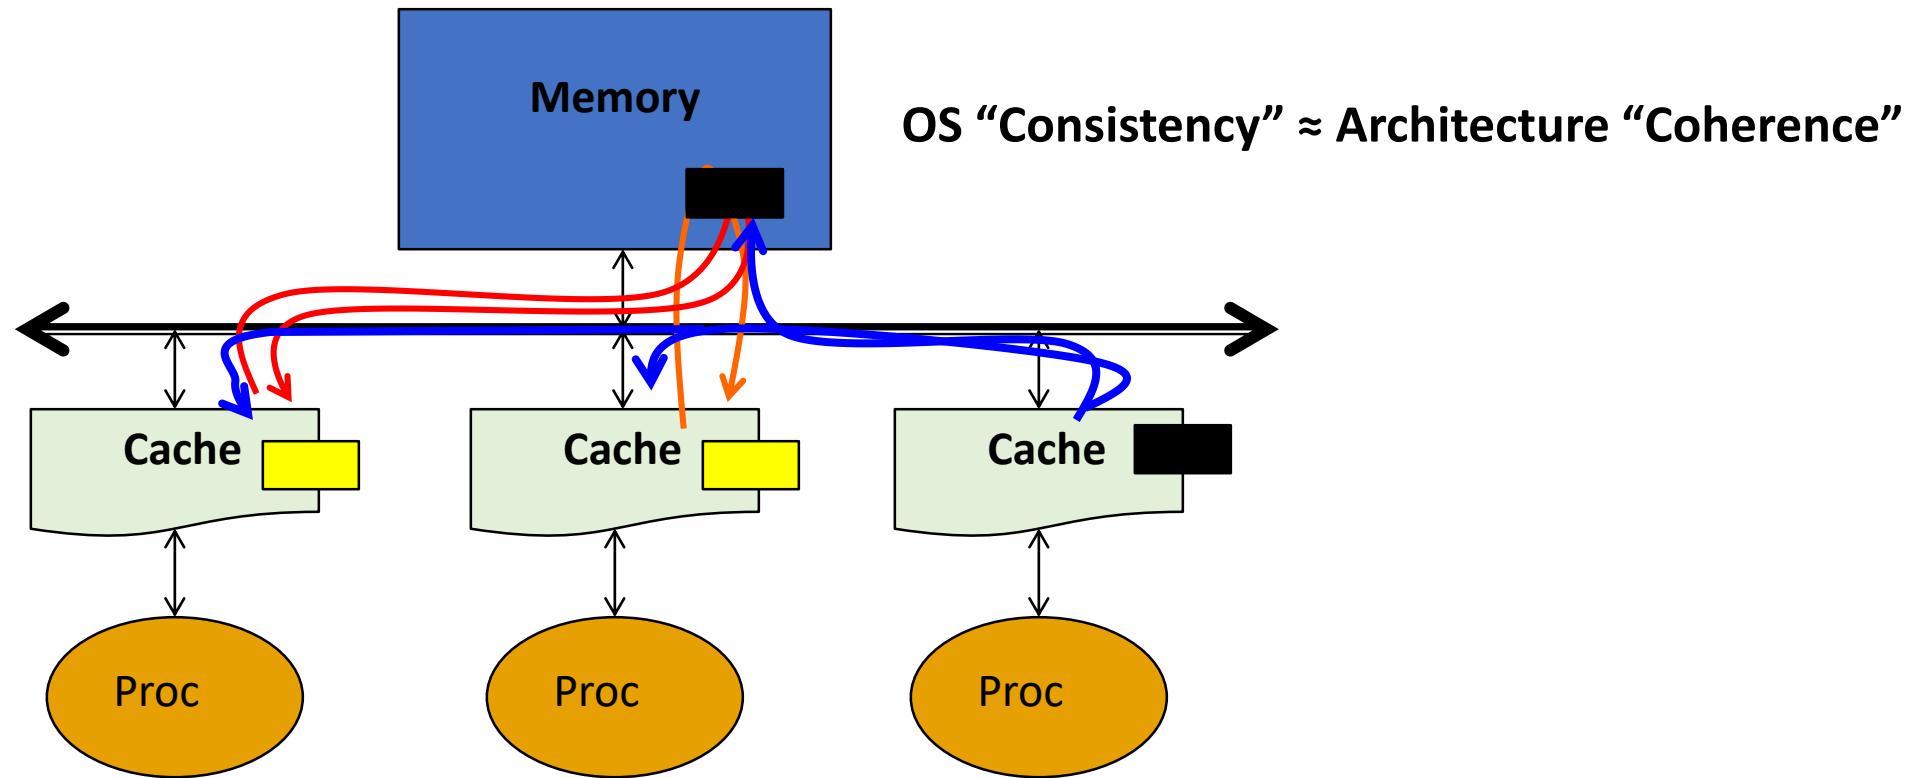 Memory
OS “Consistency” ≈ Architecture “Coherence”
Cache
Cache
Cache
Proc
Proc
Proc